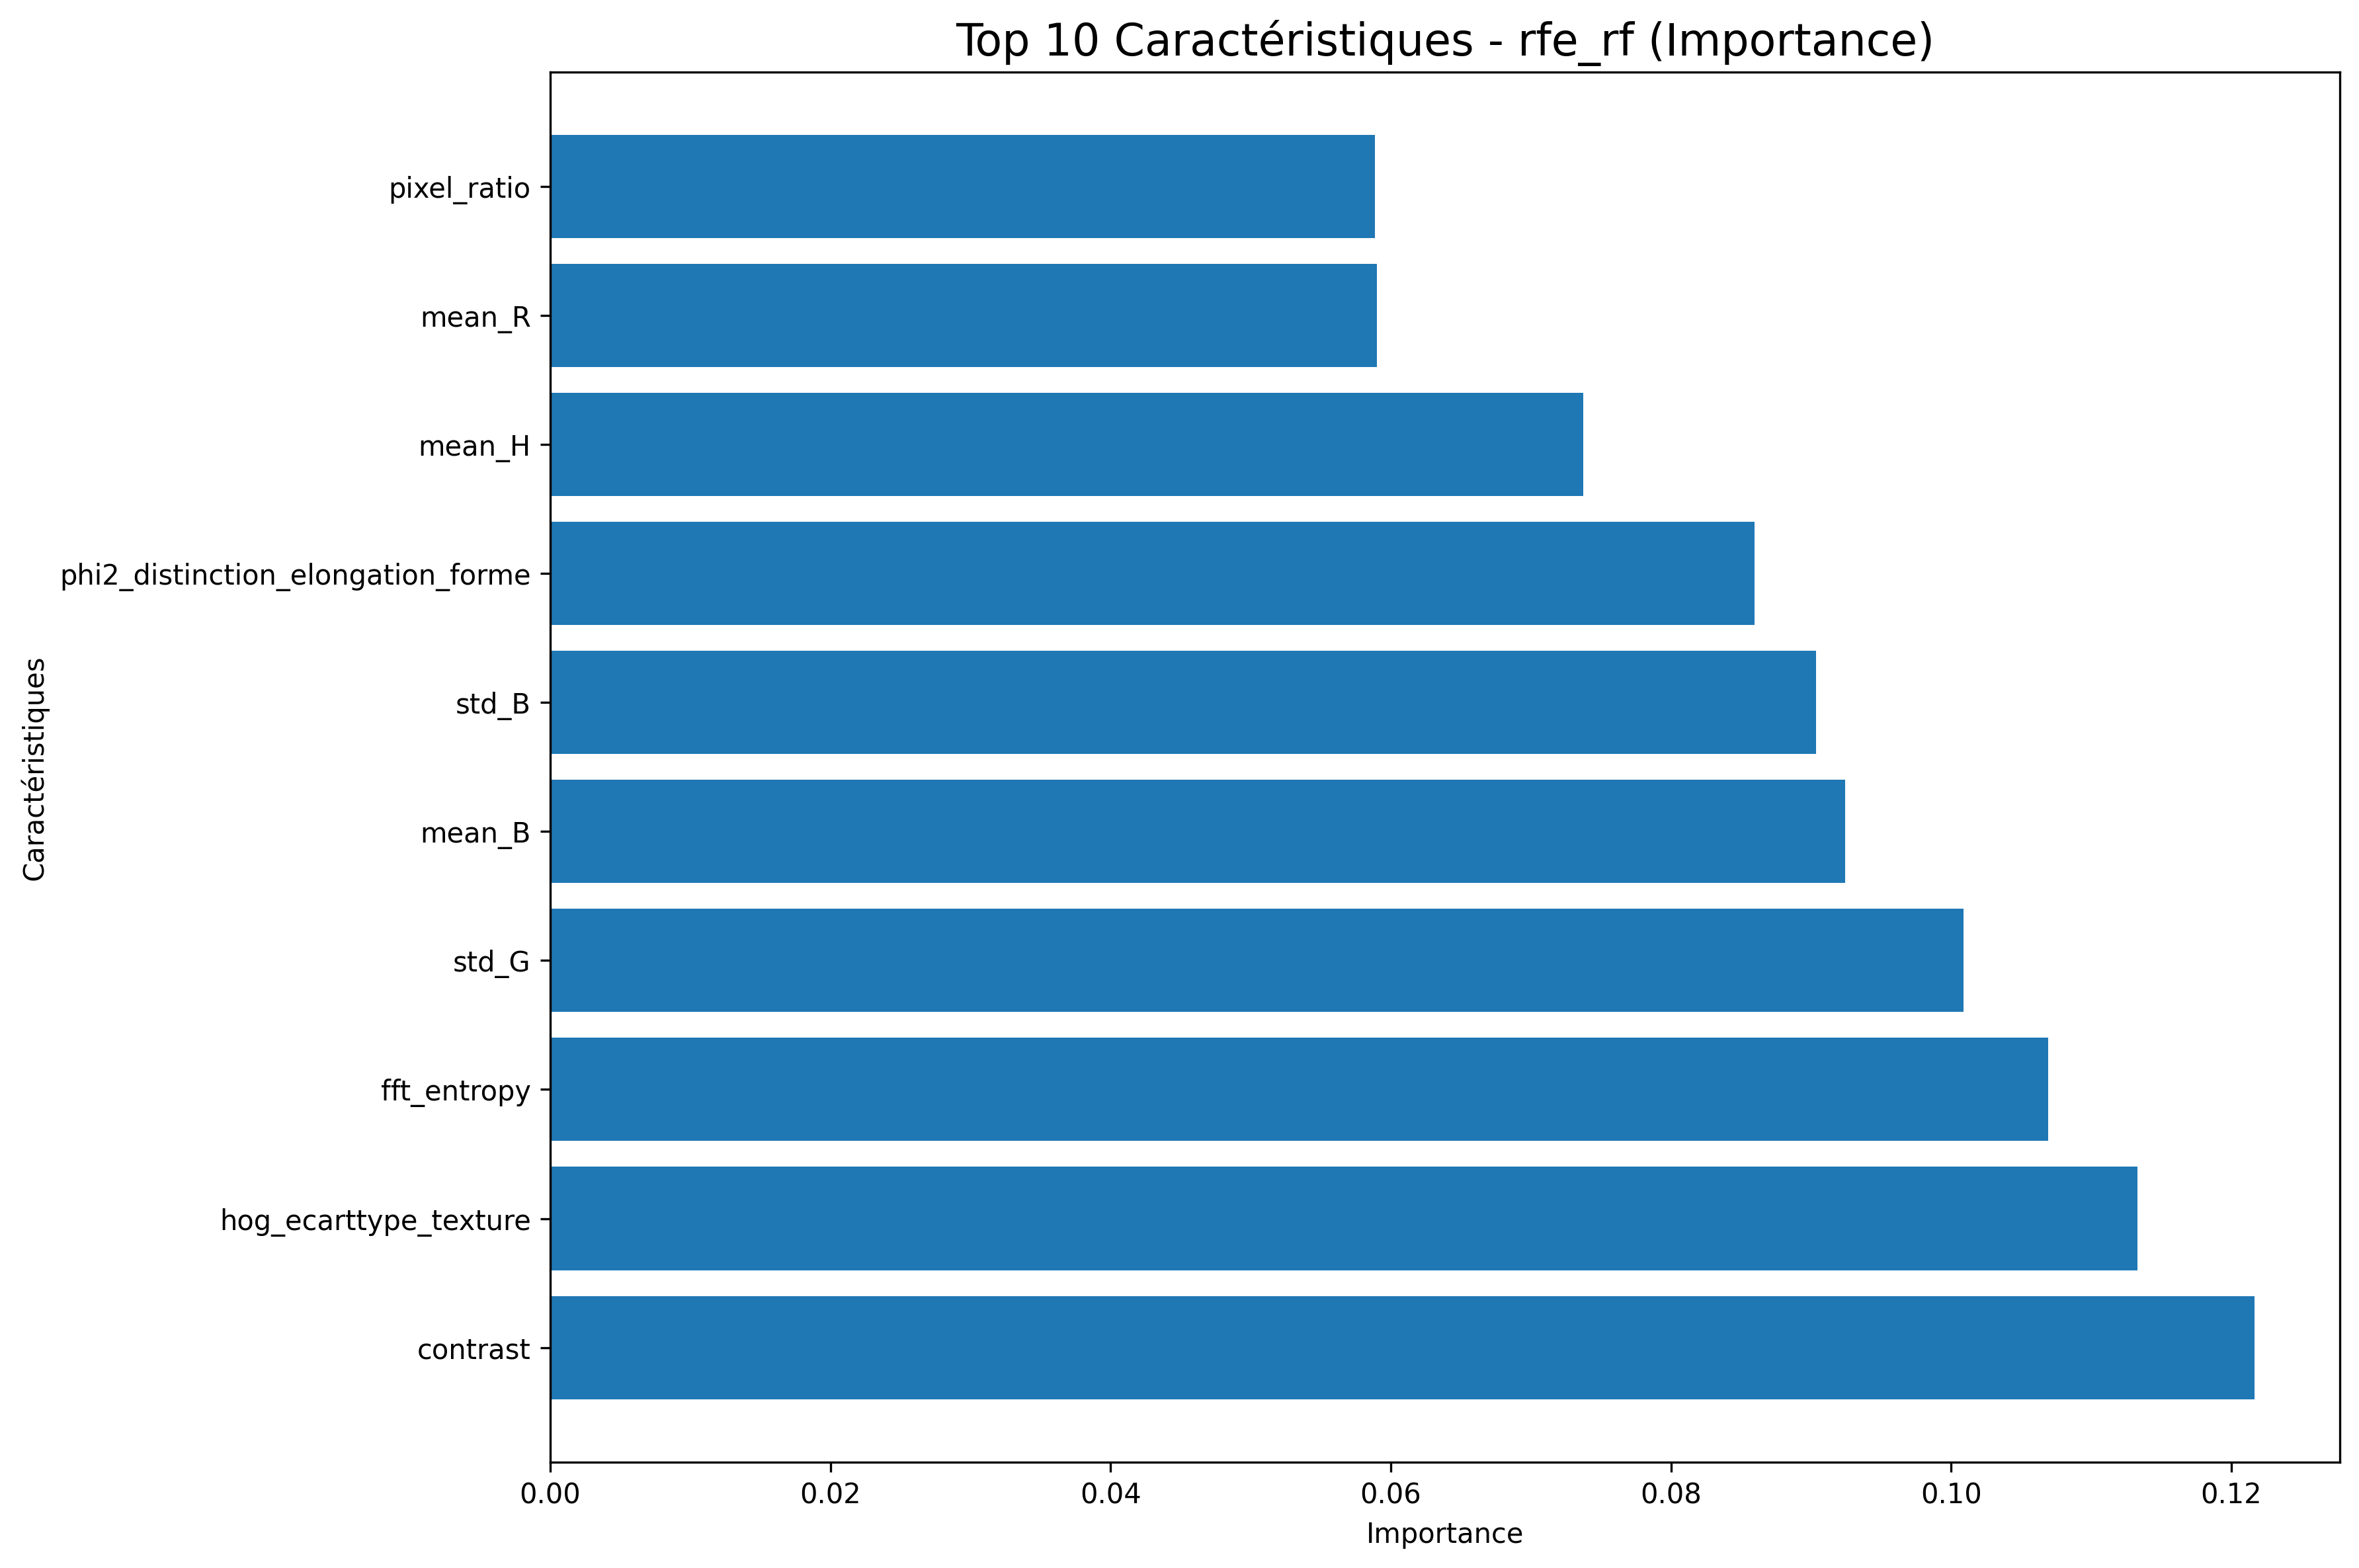 Top 10 Caractéristiques - rfe_rf (Importance)
pixel_ratio
mean_R
mean_H
phi2_distinction_elongation_forme
std_B
mean_B
std_G
fft_entropy
hog_ecarttype_texture
contrast
Caractéristiques
0.00 0.02 0.04 0.06 0.08 0.10 0.12
Importance